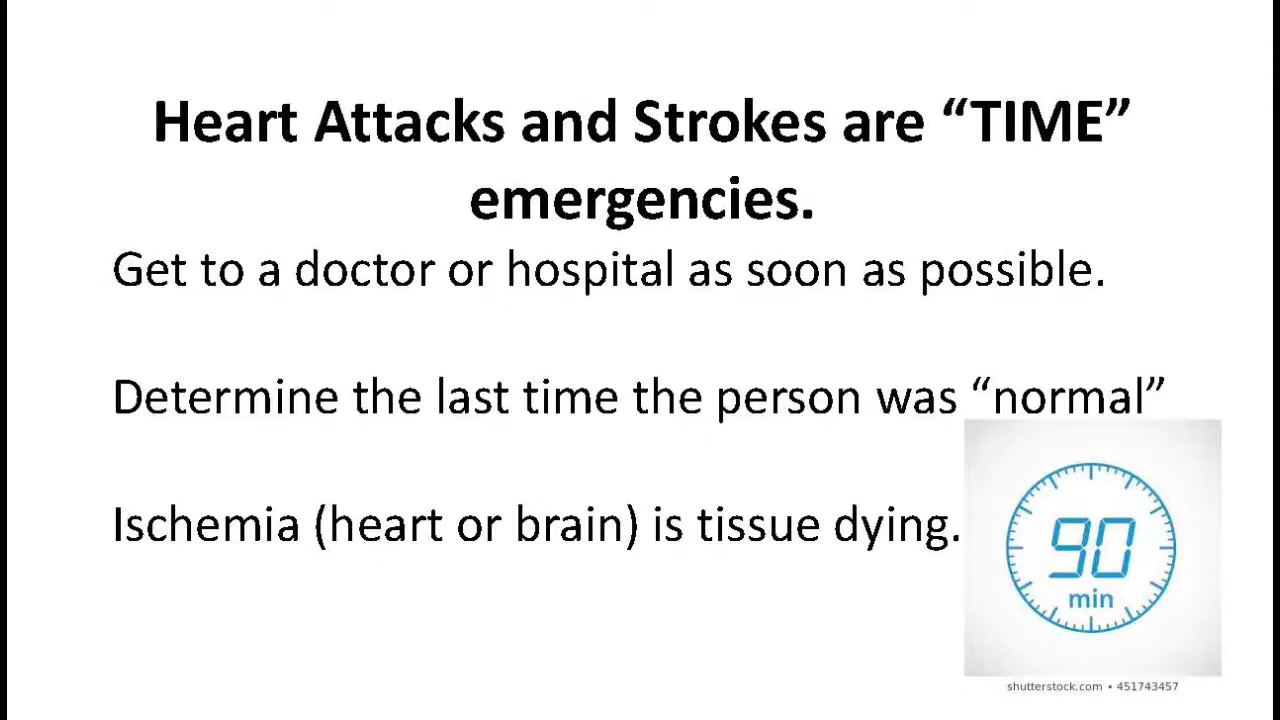 Heart Attacks and Strokes are “TIME”
emergencies.
Get to a doctor or hospital as soon as possible.
Determine the last time the person was “normal”
Ischemia (heart or brain) is tissue dying.
90
min
shutterstock.com • 451743457